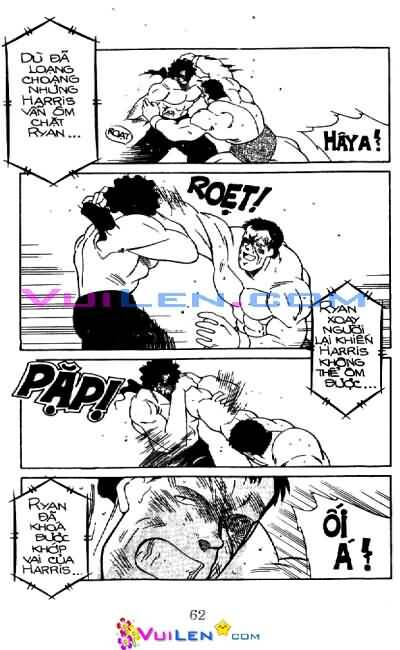 DÙ ĐÃ
LOẠNG
CHOẠNG
NHƯNG
HARRIS
VẪN ÔM
CHẶT
RYAN...
ROẠT
HÂYA!
ROẸT!
VUILEN.COM
RYAN
XOAY
NGƯỜI
LẠI KHIẾN
HARRIS
KHÔNG
THỂ ÔM
ĐƯỢC...
PẶP!
RYAN
ĐÃ
KHOÁ
ĐƯỢC
KHỚP
VAI CỦA
HARRIS...
ỐI
Á!
62
VUILEN.COM